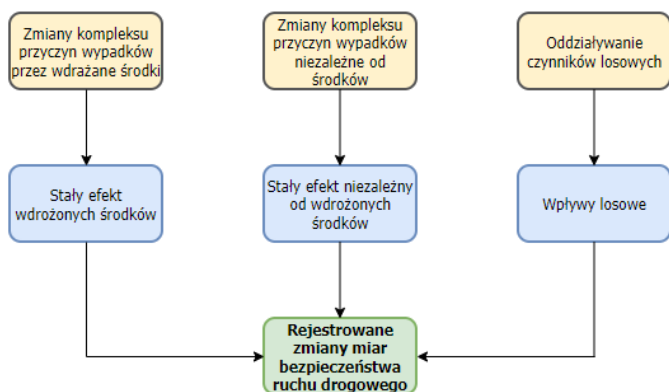 Zmiany kompleksu
przyczyn wypadków
przez wdrażane środki
Zmiany kompleksu
przyczyn wypadków
niezależne od
środków
Oddziaływanie
czynników losowych
Stały efekt
wdrożonych środków
Stały efekt niezależny
od wdrożonych
środków
Wpływy losowe
Rejestrowane
zmiany miar
bezpieczeństwa
ruchu drogowego